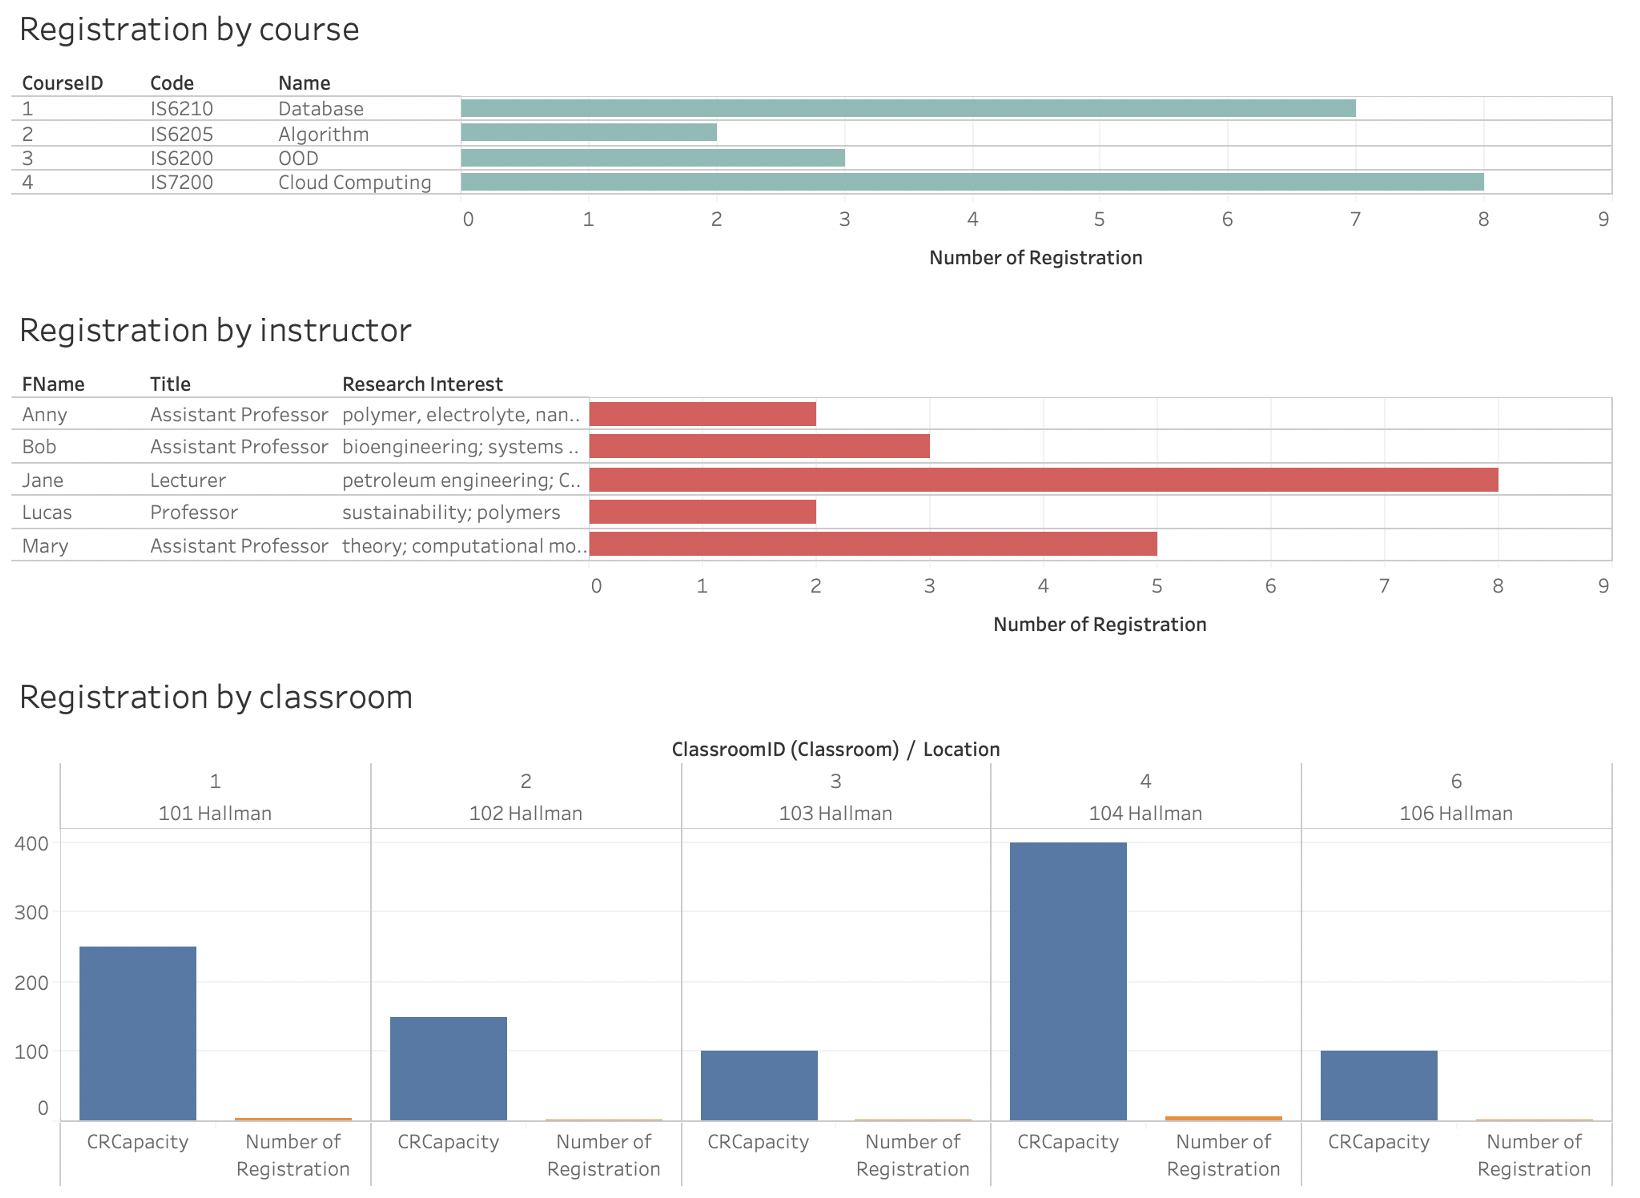 Registration by course
CourseID Code Name
1 IS6210 Database
2 IS6205 Algorithm
3 IS6200 OOD
4 IS7200 Cloud Computing
0 1 2 3 4 5 6 7 8 9
Number of Registration
Registration by instructor
FName Title Research Interest
Anny Assistant Professor polymer, electrolyte, nan..
Bob Assistant Professor bioengineering; systems ..
Jane Lecturer petroleum engineering; C..
Lucas Professor sustainability; polymers
Mary Assistant Professor theory; computational mo..
0 1 2 3 4 5 6 7 8 9
Number of Registration
Registration by classroom
ClassroomID (Classroom) / Location
1 2 3 4 6
101 Hallman 102 Hallman 103 Hallman 104 Hallman 106 Hallman
400
300
200
100
0
CRCapacity Number of CRCapacity Number of CRCapacity Number of CRCapacity Number of CRCapacity Number of
Registration Registration Registration Registration Registration